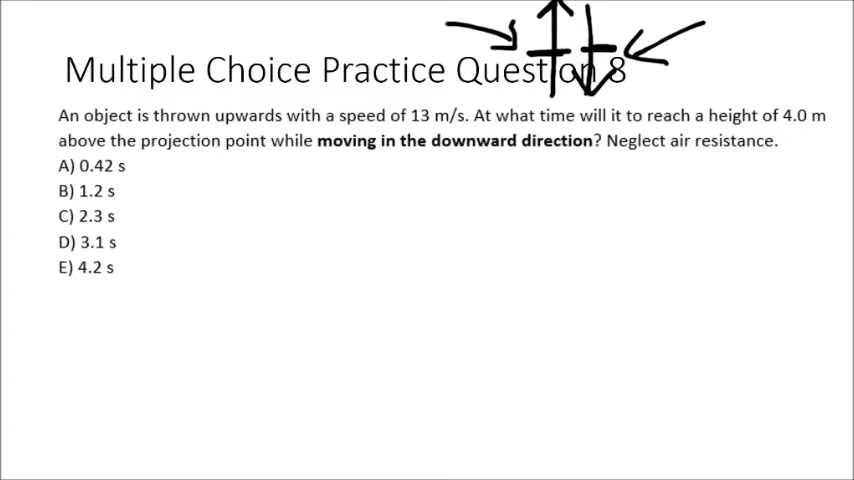 Multiple Choice Practice Question 8
An object is thrown upwards with a speed of 13 m/s. At what time will it to reach a height of 4.0 m
above the projection point while moving in the downward direction? Neglect air resistance.
A) 0.42 s
B) 1.2 s
C) 2.3 s
D) 3.1 s
E) 4.2 s